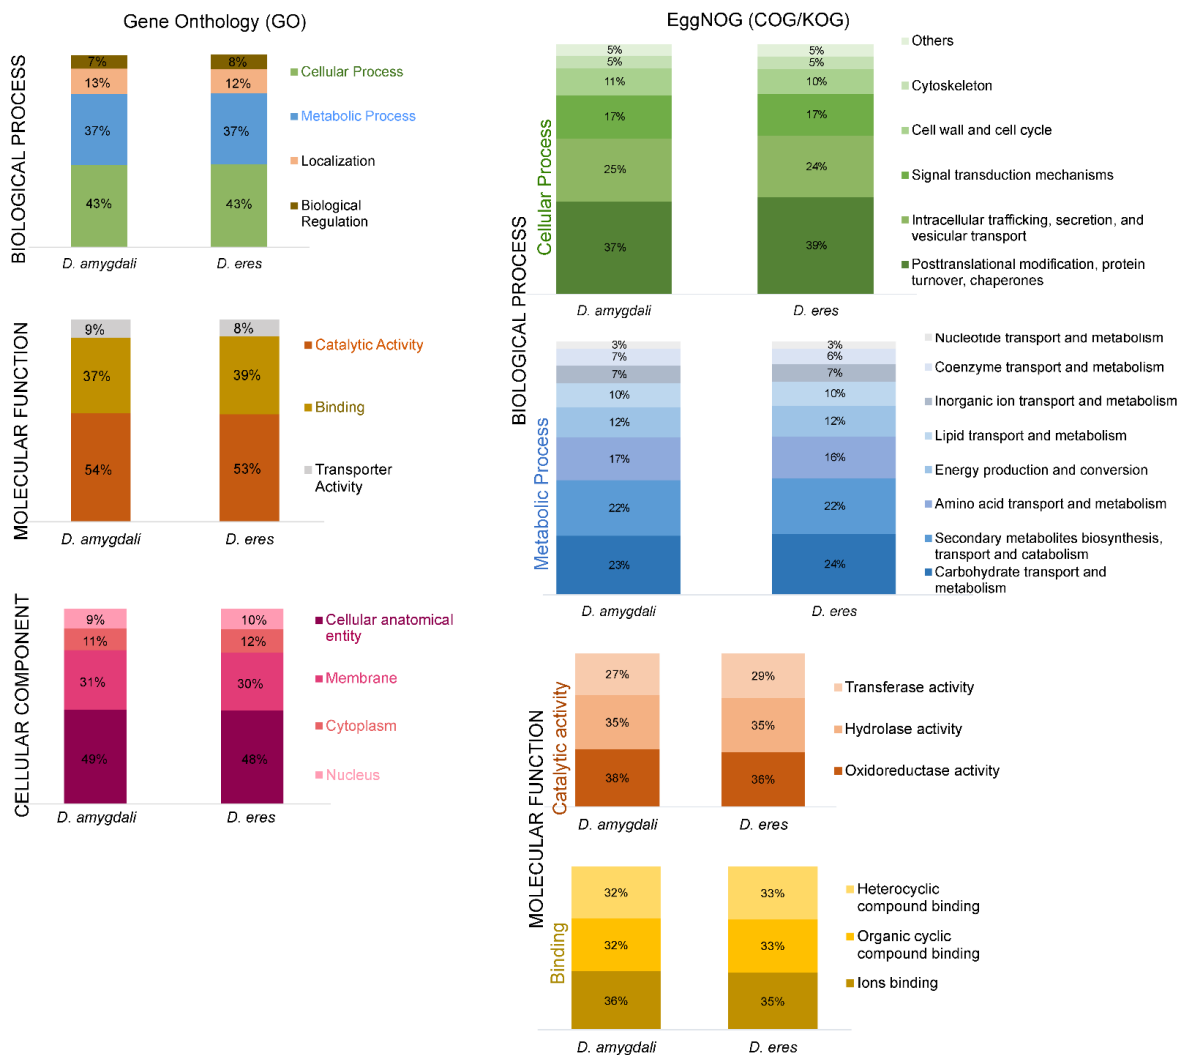 Gene Onthology (GO)
BIOLOGICAL PROCESS
7%
8%
13%
12%
37%
37%
43%
43%
D. amygdali
D. eres
Cellular Process
Metabolic Process
Localization
Biological
Regulation
MOLECULAR FUNCTION
9%
8%
37%
39%
54%
53%
D. amygdali
D. eres
Catalytic Activity
Binding
Transporter
Activity
CELLULAR COMPONENT
9%
10%
11%
12%
31%
30%
49%
48%
D. amygdali
D. eres
Cellular anatomical
entity
Membrane
Cytoplasm
Nucleus
EggNOG (COG/KOG)
BIOLOGICAL PROCESS
Cellular Process
5%
5%
5%
5%
11%
10%
17%
17%
25%
24%
37%
39%
D. amygdali
D. eres
Others
Cytoskeleton
Cell wall and cell cycle
Signal transduction mechanisms
Intracellular trafficking, secretion, and
vesicular transport
Posttranslational modification, protein
turnover, chaperones
Metabolic Process
3%
3%
7%
6%
7%
7%
10%
10%
12%
12%
17%
16%
22%
22%
23%
24%
D. amygdali
D. eres
Nucleotide transport and metabolism
Coenzyme transport and metabolism
Inorganic ion transport and metabolism
Lipid transport and metabolism
Energy production and conversion
Amino acid transport and metabolism
Secondary metabolites biosynthesis,
transport and catabolism
Carbohydrate transport and
metabolism
MOLECULAR FUNCTION
Catalytic activity
27%
29%
35%
35%
38%
36%
D. amygdali
D. eres
Transferase activity
Hydrolase activity
Oxidoreductase activity
Binding
32%
33%
32%
33%
36%
35%
D. amygdali
D. eres
Heterocyclic
compound binding
Organic cyclic
compound binding
Ions binding